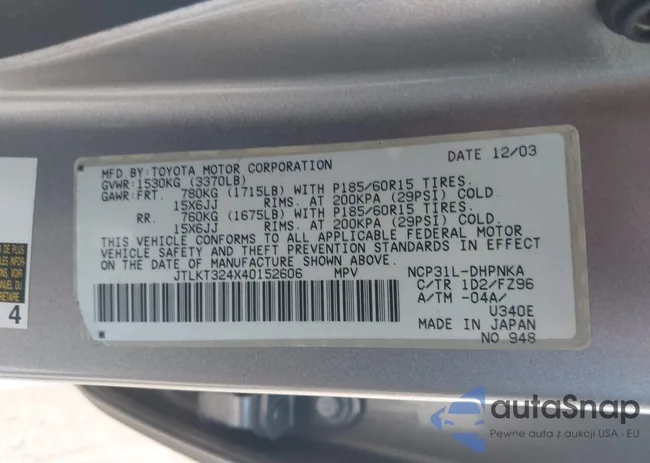 MFD.BY:TOYOTA MOTOR CORPORATION DATE 12/03
GVWR:1530KG (3370LB)
GAWR:FRT. 780KG (1715LB) WITH P185/60R15 TIRES.
15X6JJ RIMS. AT 200KPA (29PSI) COLD
RR. 760KG (1675LB) WITH P185/60R15 TIRES.
15X6JJ RIMS. AT 200KPA (29PSI) COLD.
THIS VEHICLE CONFORMS TO ALL APPLICABLE FEDERAL MOTOR
VEHICLE SAFETY AND THEFT PREVENTION STANDARDS IN EFFECT
ON THE DATE OF MANUFACTURE SHOWN ABOVE.
JTLKT324X40152606 MPV NCP31L-DHPNKA
C/TR 1D2/FZ96
A/TM -04A/
U340E
MADE IN JAPAN
NO 948
4
autoSnap
Pewne auta z aukcji USA i EU